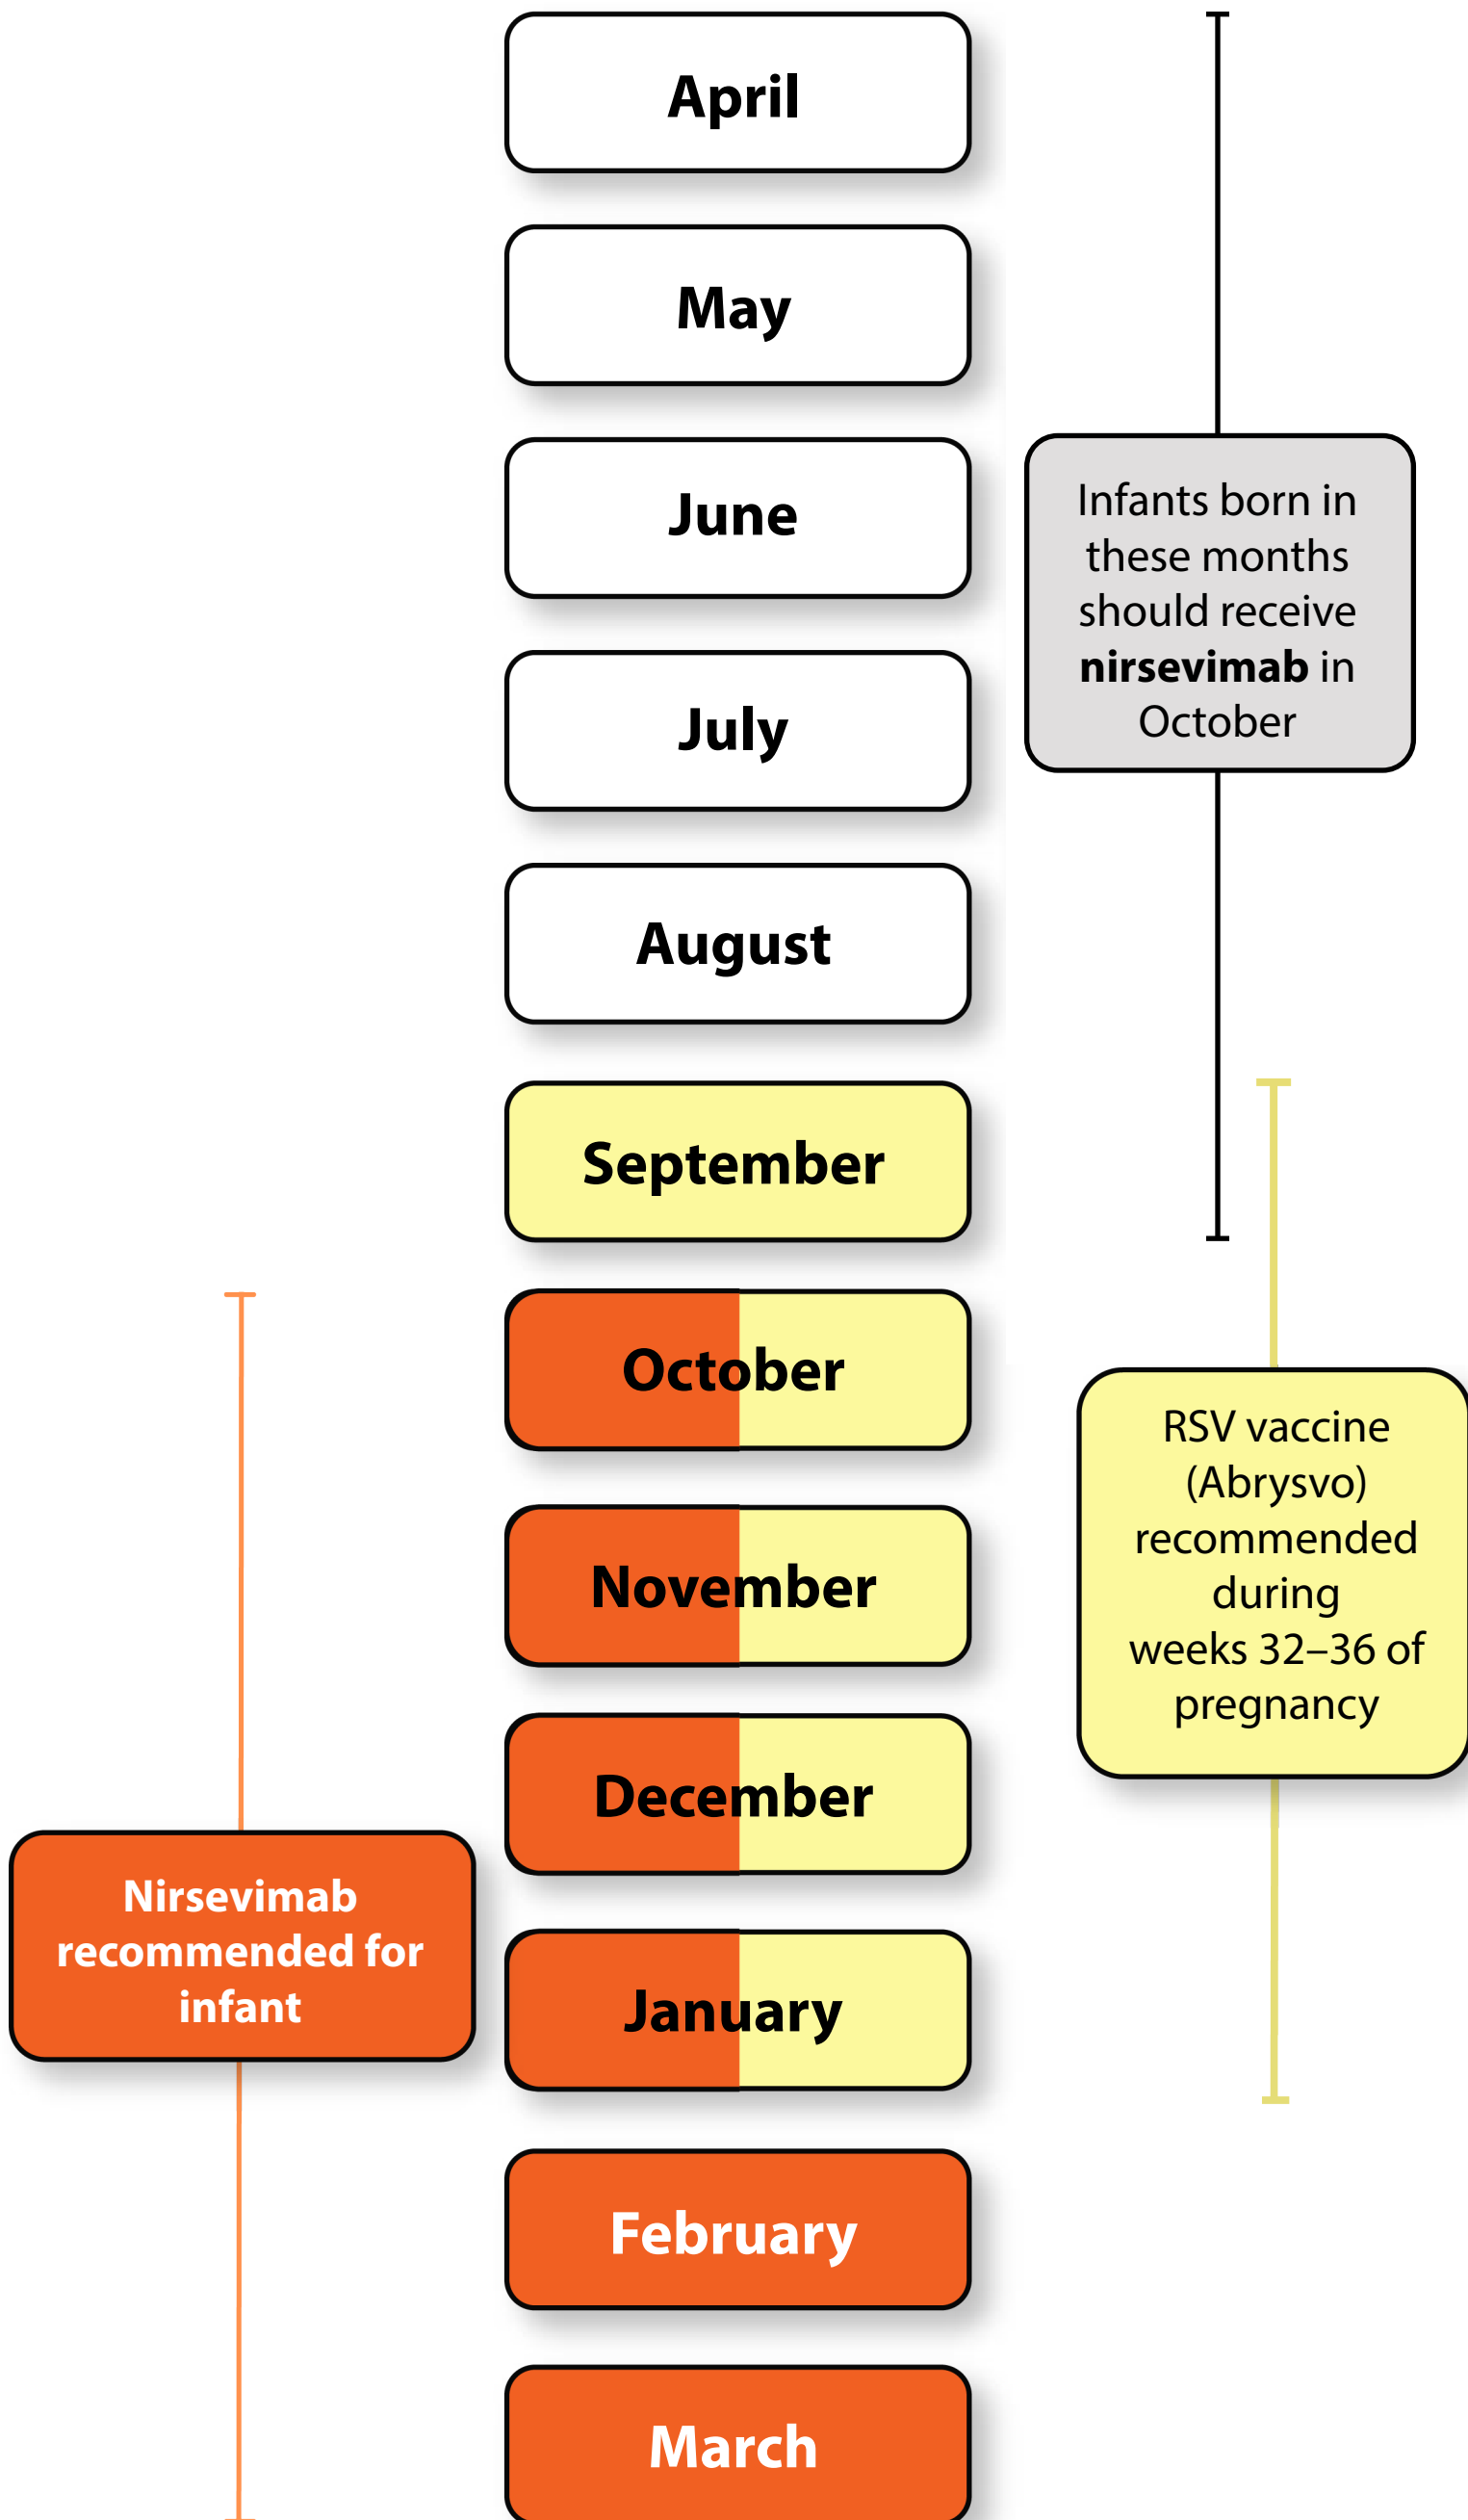 April
May
June
July
August
September
October
November
December
January
February
March
Infants born in
these months
should receive
nirsevimab in
October
RSV vaccine
(Abrysvo)
recommended
during
weeks 32–36 of
pregnancy
Nirsevimab
recommended for
infant